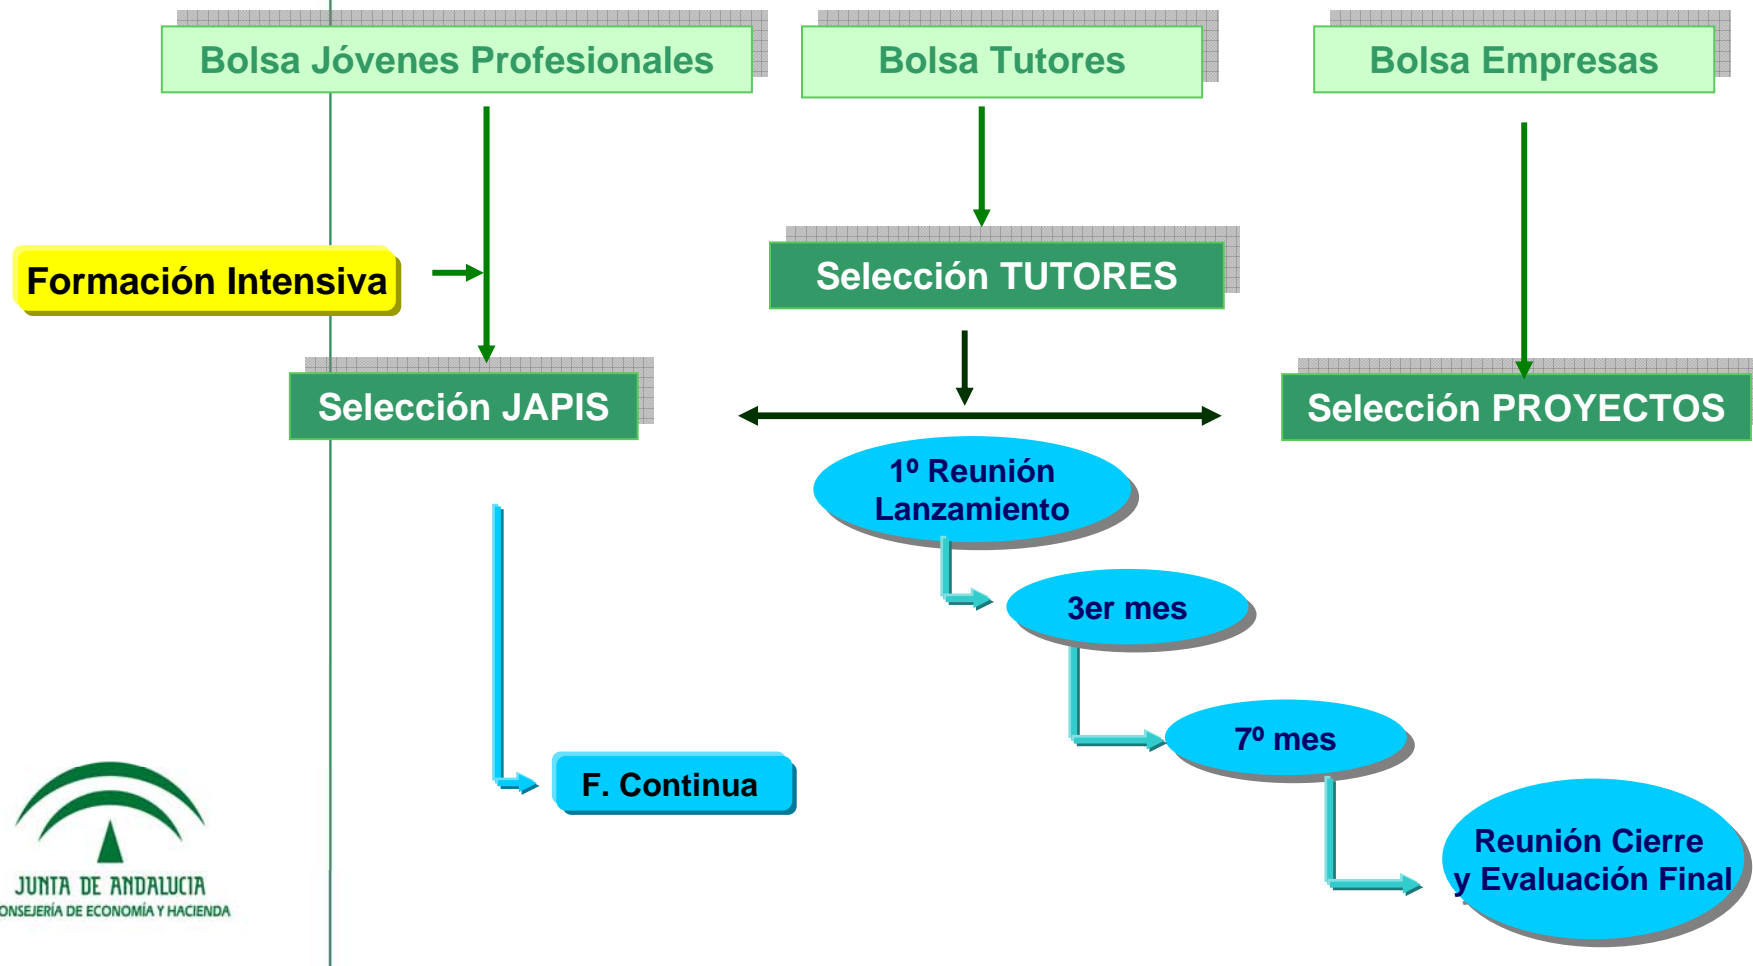 Bolsa Jóvenes Profesionales
Bolsa Tutores
Bolsa Empresas
Formación Intensiva
Selección TUTORES
Selección JAPIS
Selección PROYECTOS
1º Reunión
Lanzamiento
3er mes
7º mes
F. Continua
Reunión Cierre
y Evaluación Final
JUNTA DE ANDALUCIA
ONSEJERÍA DE ECONOMÍA Y HACIENDA